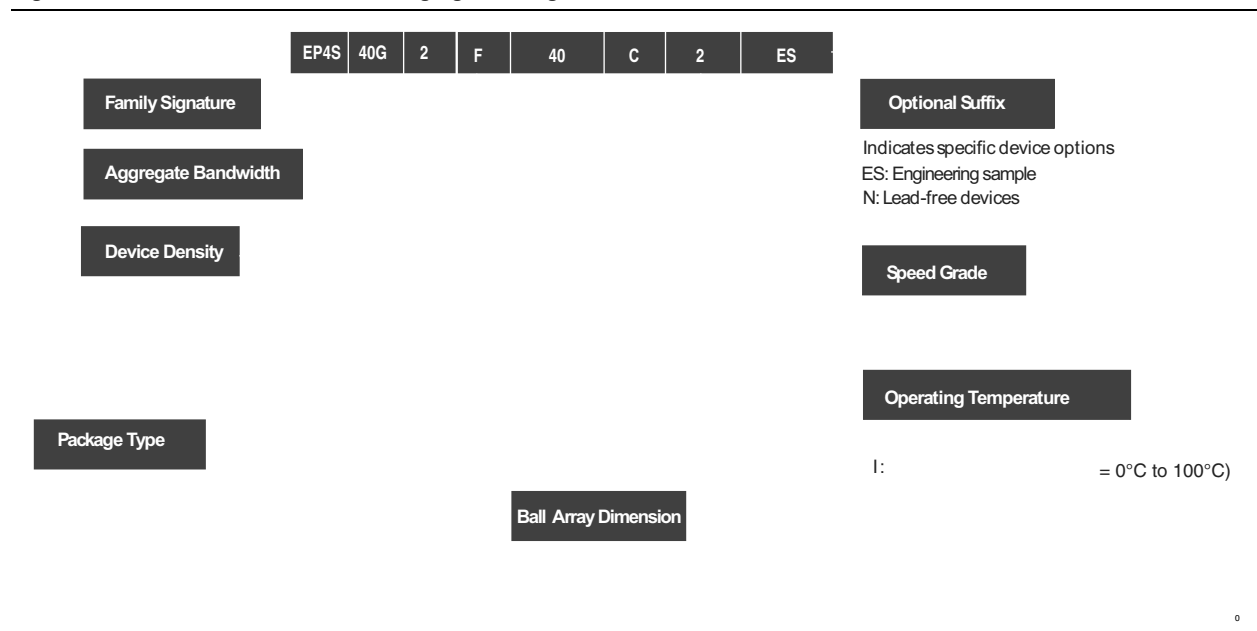 EP4S 40G 2 F 40 C 2 ES
Family Signature
Optional Suffix
Indicates specific device options
ES: Engineering sample
N: Lead-free devices
Aggregate Bandwidth
Device Density
Speed Grade
Operating Temperature
Package Type
I: = 0°C to 100°C)
Ball Array Dimension
0